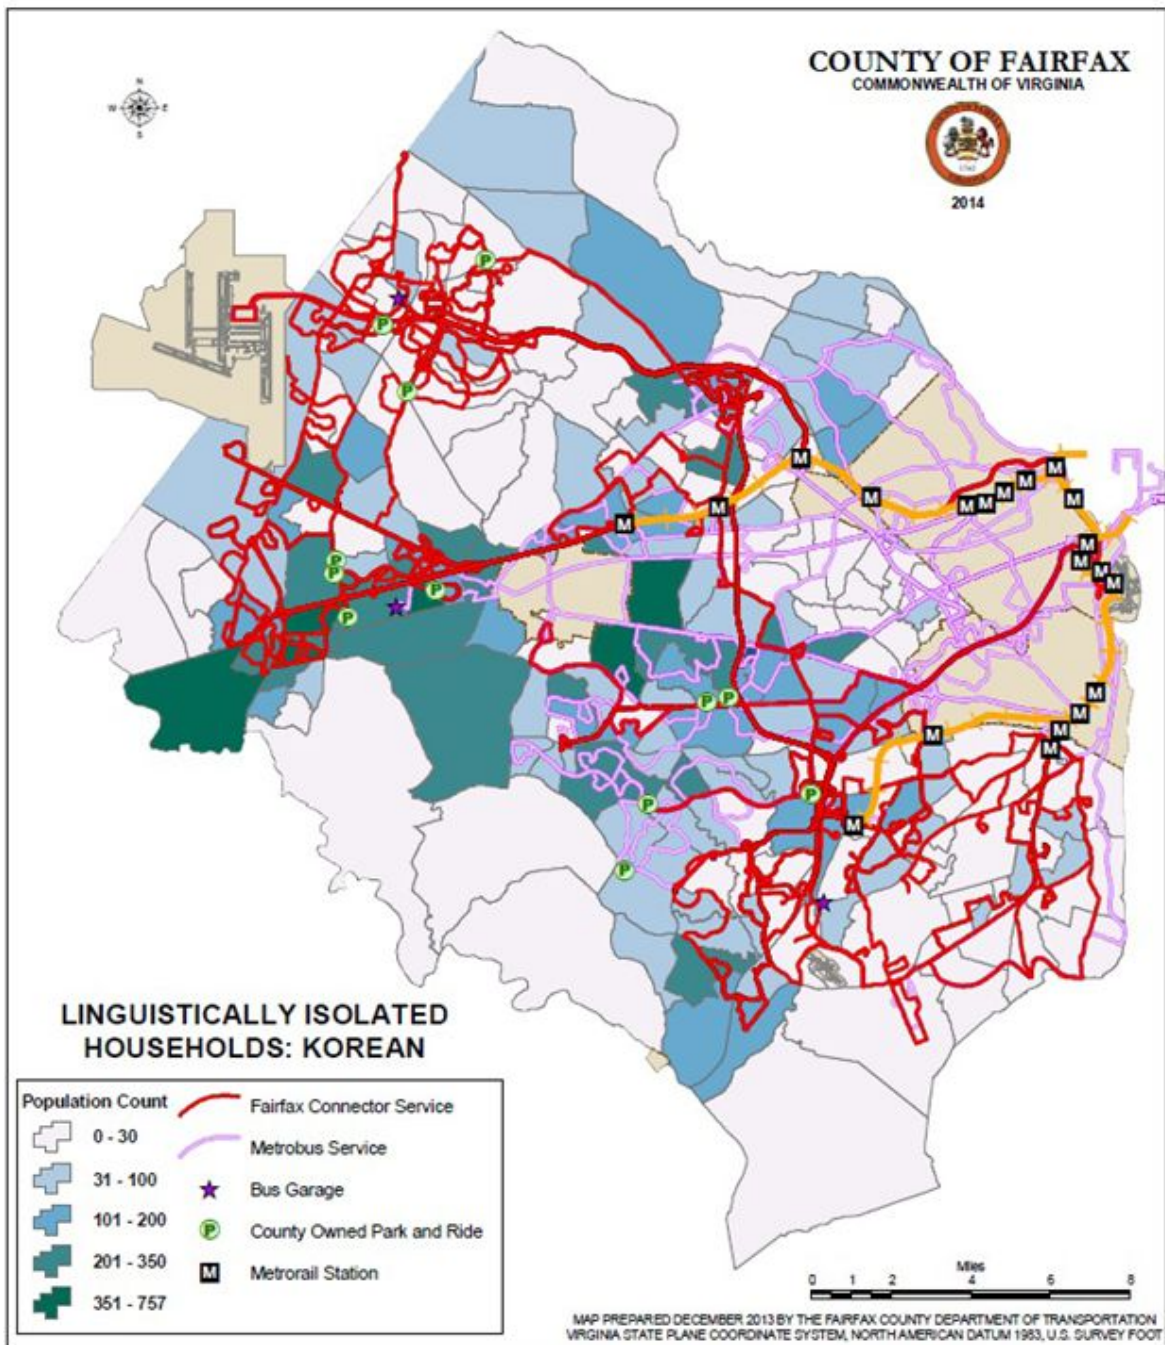 COUNTY OF FAIRFAX
COMMONWEALTH OF VIRGINIA
2014
N
W E
S
LINGUISTICALLY ISOLATED
HOUSEHOLDS: KOREAN
Population Count
0 - 30
31 - 100
101 - 200
201 - 350
351 - 757
Fairfax Connector Service
Metrobus Service
Bus Garage
P County Owned Park and Ride
M Metrorail Station
Miles
0 1 2 4 6 8
MAP PREPARED DECEMBER 2013 BY THE FAIRFAX COUNTY DEPARTMENT OF TRANSPORTATION
VIRGINIA STATE PLANE COORDINATE SYSTEM, NORTH AMERICAN DATUM 1983, U.S. SURVEY FOOT